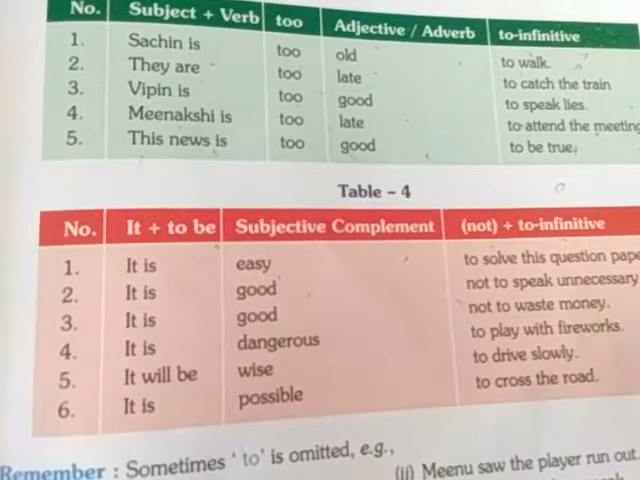 No. Subject + Verb too Adjective / Adverb to-infinitive
1. Sachin is too old to walk.
2. They are too late to catch the train
3. Vipin is too good to speak lies.
4. Meenakshi is too late to attend the meeting
5. This news is too good to be true.
Table – 4
No. It + to be Subjective Complement (not) + to-infinitive
1. It is easy to solve this question
2. It is good not to speak unnecessary
3. It is good not to waste money.
4. It is dangerous to play with fireworks.
5. It will be wise to drive slowly.
6. It is possible to cross the road.
Remember : Sometimes ‘ to’ is omitted, e.g.,
(ii) Meenu saw the player run out.